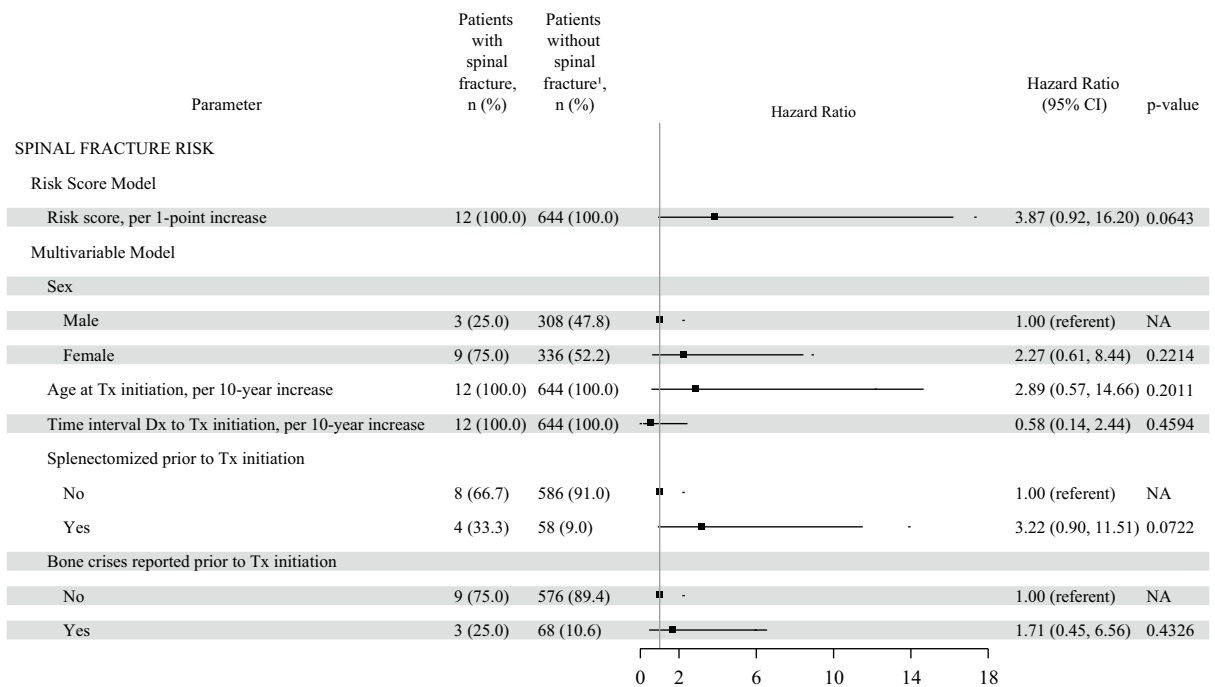 Parameter
Patients
with
spinal
fracture,
n (%)
Patients
without
spinal
fracture¹,
n (%)
Hazard Ratio
Hazard Ratio
(95% CI)
p-value
SPINAL FRACTURE RISK
Risk Score Model
Risk score, per 1-point increase 12 (100.0) 644 (100.0) 3.87 (0.92, 16.20) 0.0643
Multivariable Model
Sex
Male 3 (25.0) 308 (47.8) 1.00 (referent) NA
Female 9 (75.0) 336 (52.2) 2.27 (0.61, 8.44) 0.2214
Age at Tx initiation, per 10-year increase 12 (100.0) 644 (100.0) 2.89 (0.57, 14.66) 0.2011
Time interval Dx to Tx initiation, per 10-year increase 12 (100.0) 644 (100.0) 0.58 (0.14, 2.44) 0.4594
Splenectomized prior to Tx initiation
No 8 (66.7) 586 (91.0) 1.00 (referent) NA
Yes 4 (33.3) 58 (9.0) 3.22 (0.90, 11.51) 0.0722
Bone crises reported prior to Tx initiation
No 9 (75.0) 576 (89.4) 1.00 (referent) NA
Yes 3 (25.0) 68 (10.6) 1.71 (0.45, 6.56) 0.4326
0 2 6 10 14 18